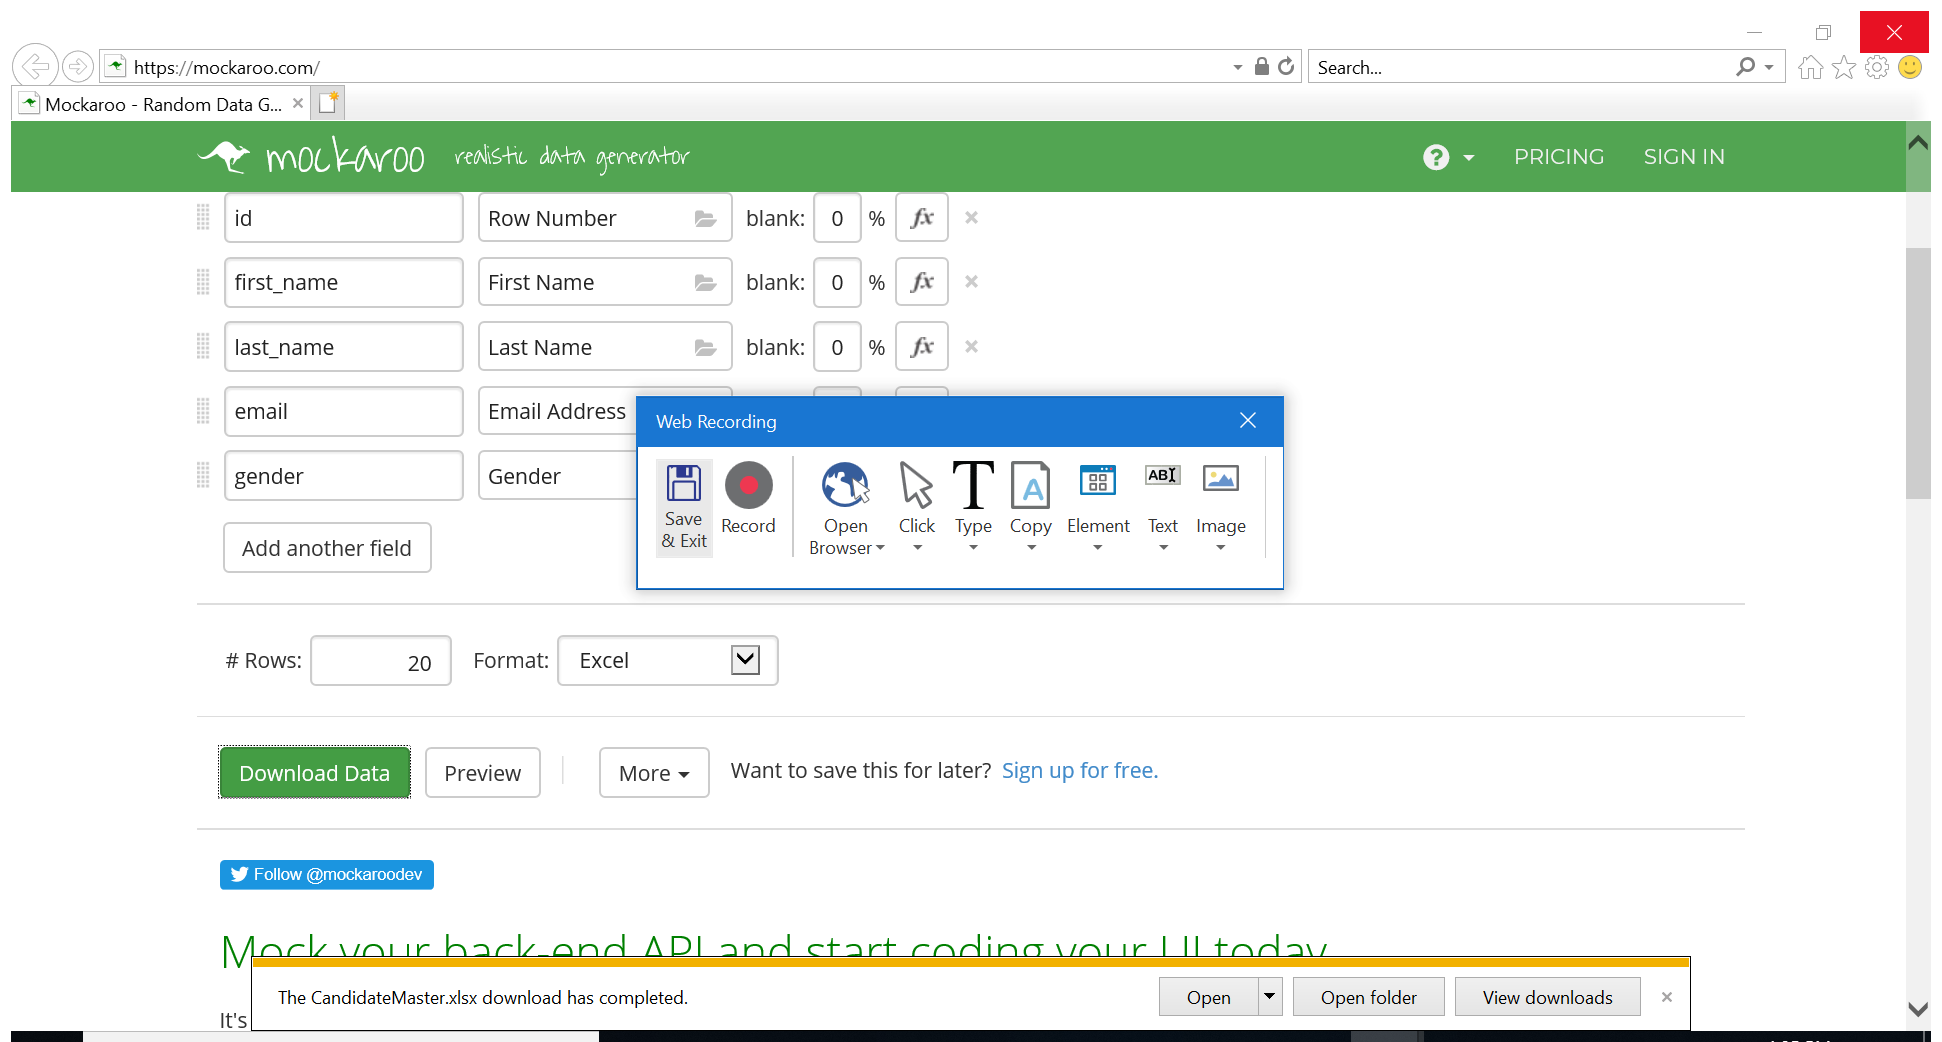 https://mockaroo.com/
Search...
Mockaroo - Random Data G...
mockaroo realistic data generator
? PRICING SIGN IN
id Row Number blank: 0 % fx
first_name First Name blank: 0 % fx
last_name Last Name blank: 0 % fx
email Email Address
gender Gender
Web Recording
Save & Exit
Record
Open Browser
Click
Type
Copy
Element
Text
Image
Add another field
# Rows: 20 Format: Excel
Download Data Preview More Want to save this for later? Sign up for free.
Follow @mockaroodev
Mock your back-end API and start coding your UI today
The CandidateMaster.xlsx download has completed. Open Open folder View downloads
It's